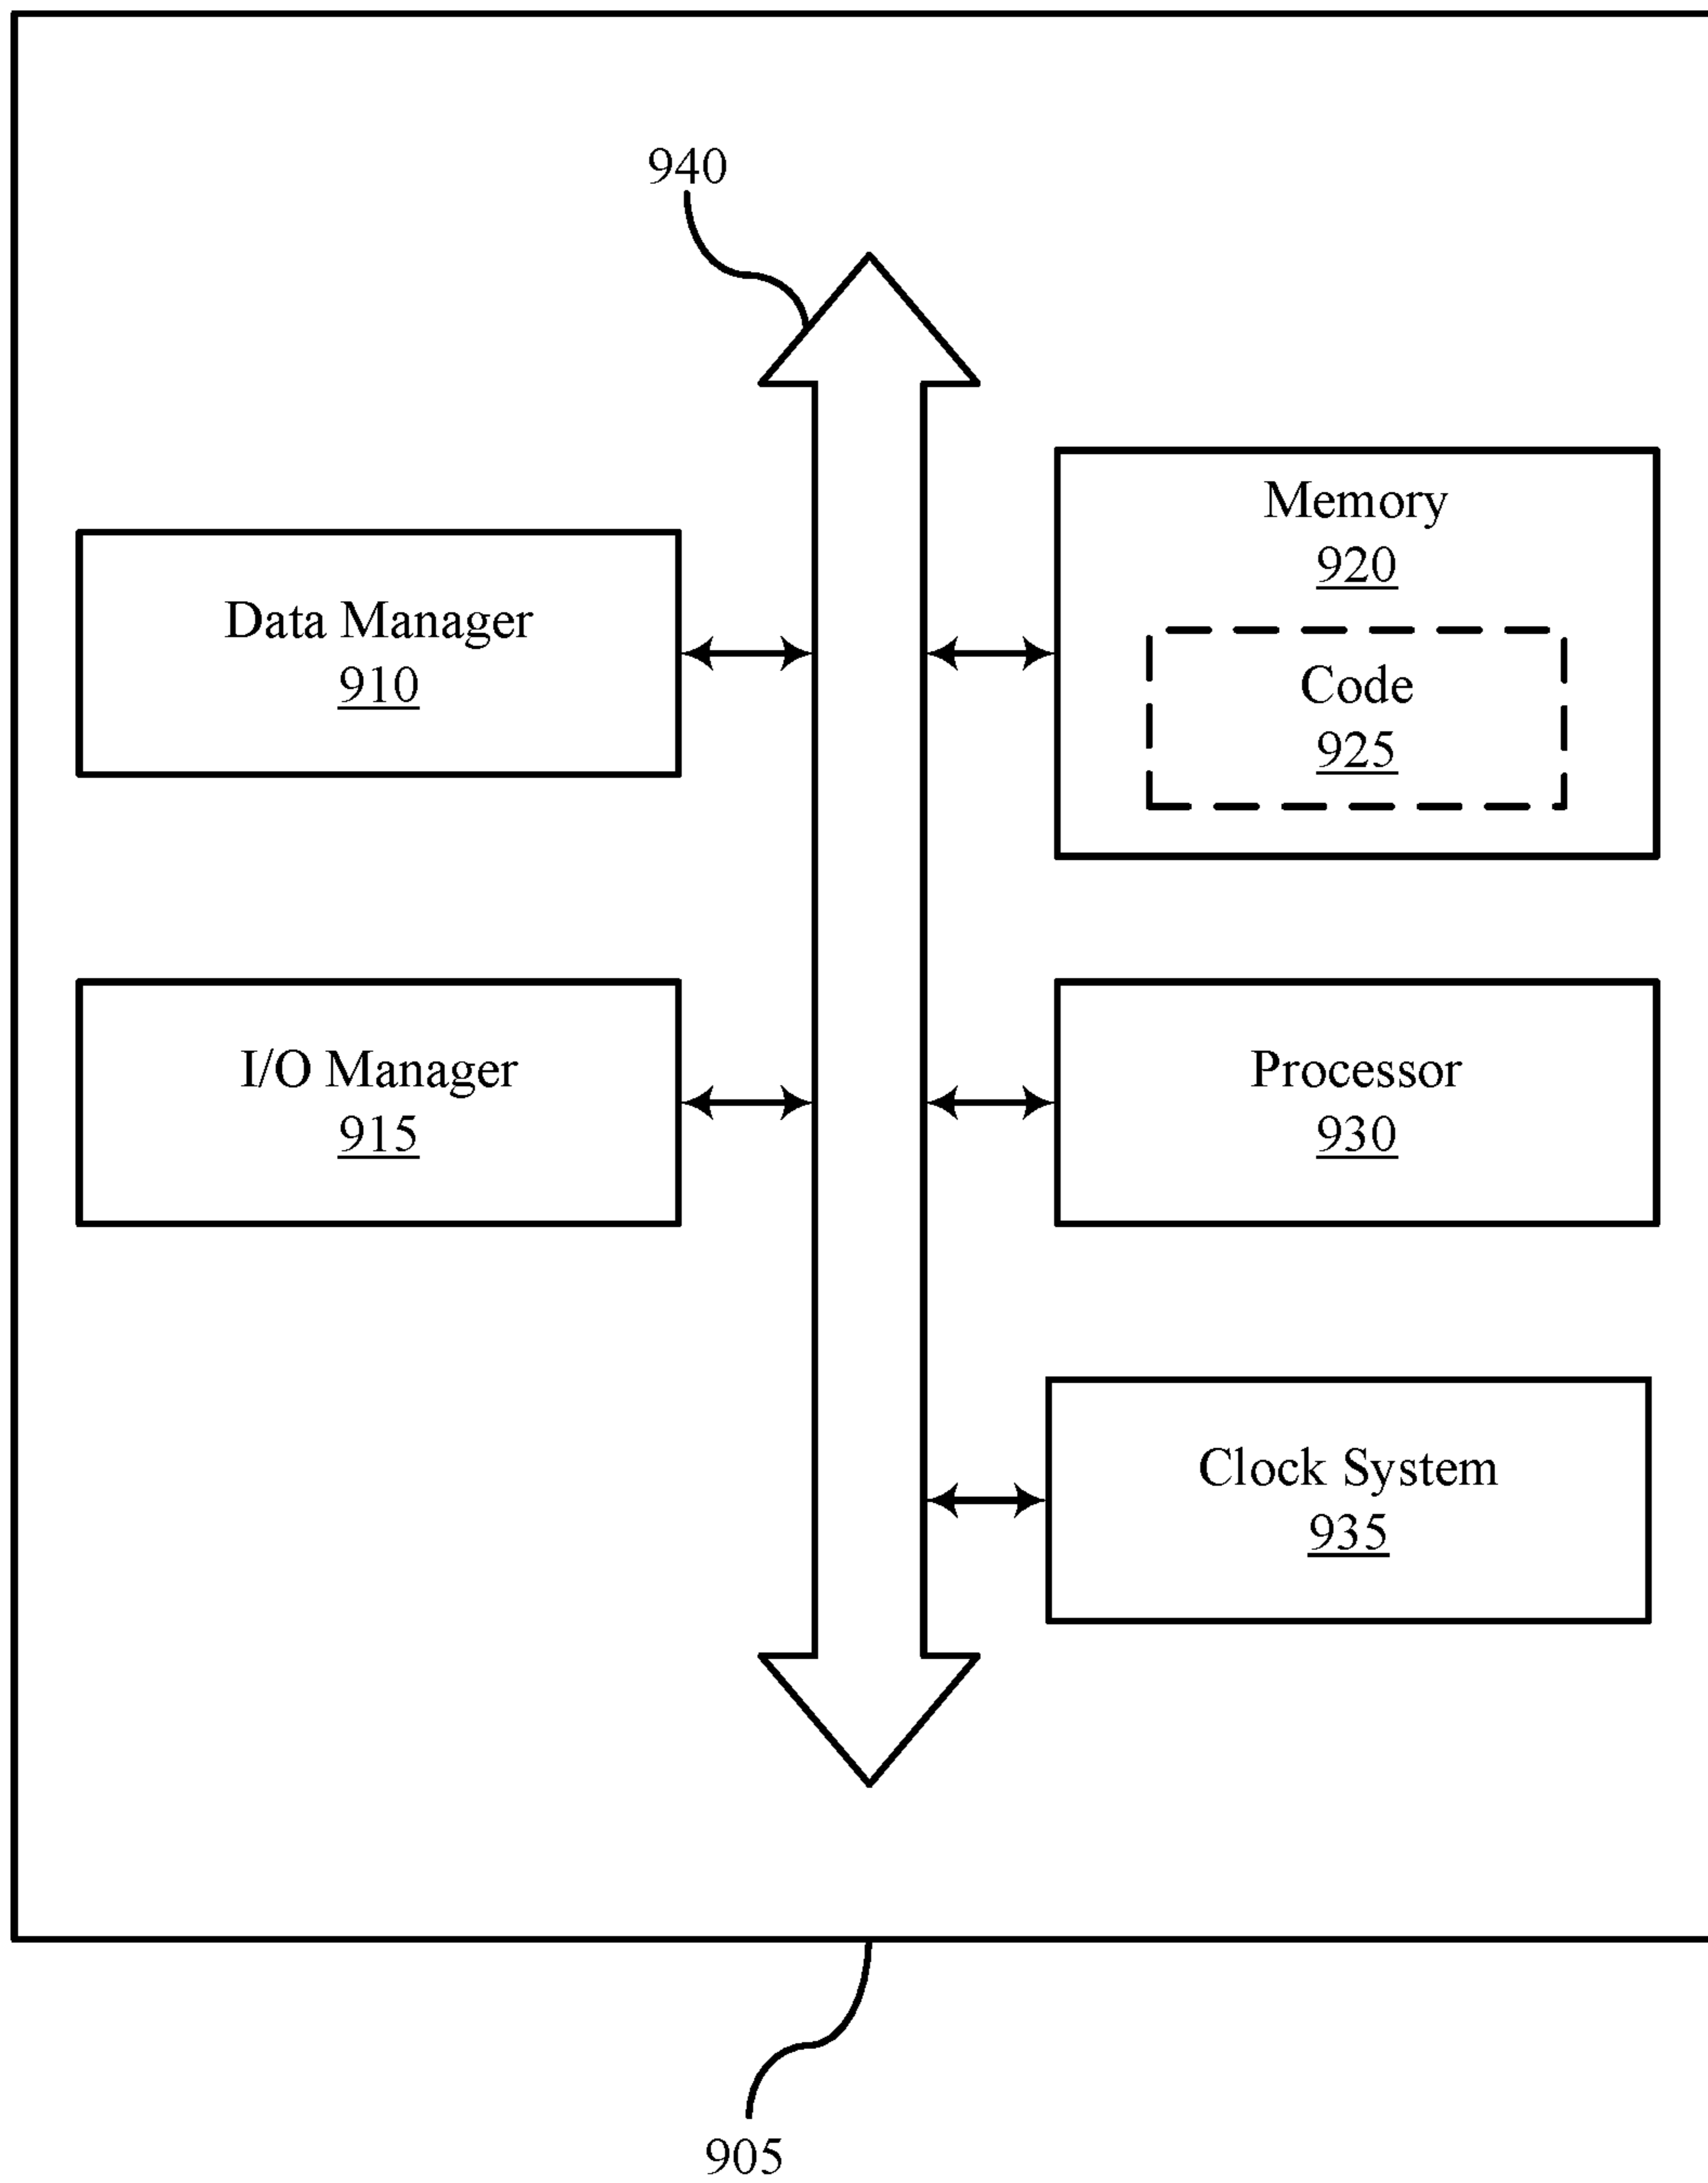 940
Memory
920
Data Manager
910
Code
925
I/O Manager
915
Processor
930
Clock System
935
905